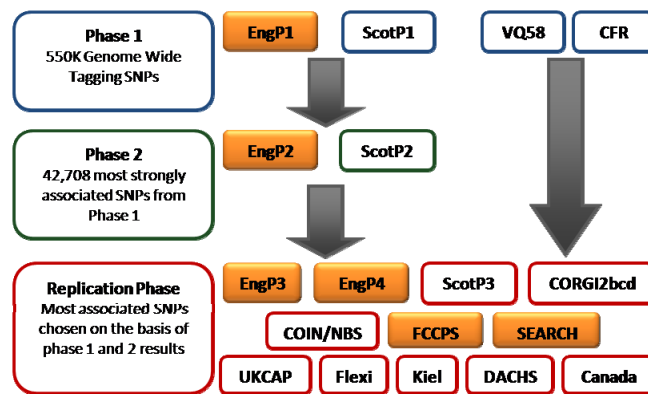 Phase 1
550K Genome Wide
Tagging SNPs
EngP1
ScotP1
VQ58
CFR
Phase 2
42,708 most strongly
associated SNPs from
Phase 1
EngP2
ScotP2
Replication Phase
Most associated SNPs
chosen on the basis of
phase 1 and 2 results
EngP3
EngP4
ScotP3
CORGI2bcd
COIN/NBS
FCCPS
SEARCH
UKCAP
Flexi
Kiel
DACHS
Canada